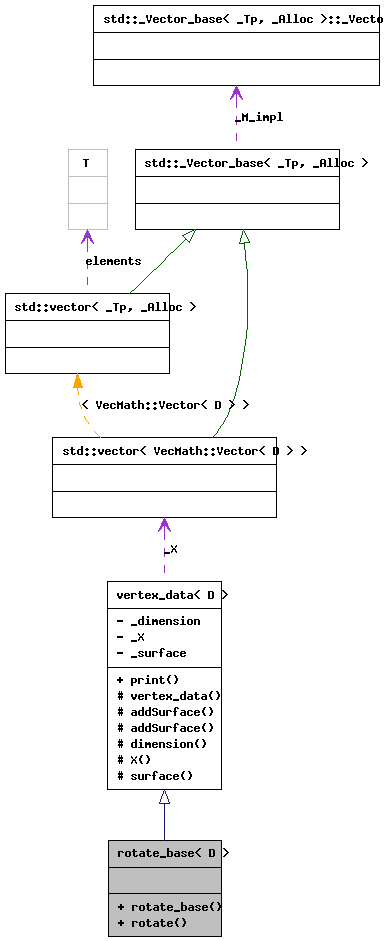 std::_Vector_base< _Tp, _Alloc >::_Vecto
_M_impl
T
std::_Vector_base< _Tp, _Alloc >
elements
std::vector< _Tp, _Alloc >
< VecMath::Vector< D > >
std::vector< VecMath::Vector< D > >
_X
vertex_data< D >
- _dimension
- _X
- _surface
+ print()
# vertex_data()
# addSurface()
# addSurface()
# dimension()
# X()
# surface()
rotate_base< D >
+ rotate_base()
+ rotate()